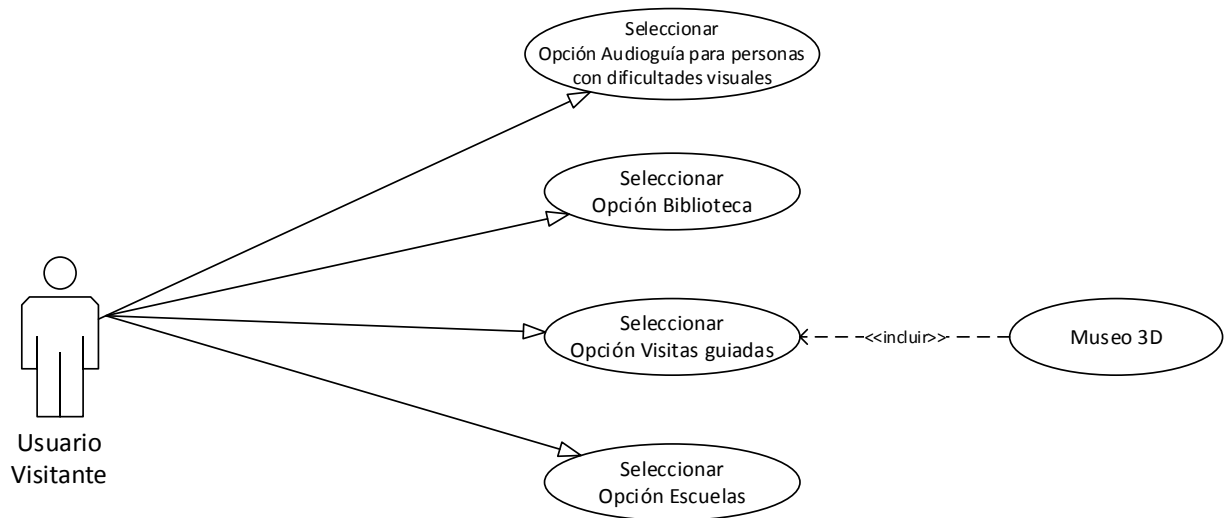 Seleccionar
Opción Audioguía para personas
con dificultades visuales
Seleccionar
Opción Biblioteca
Seleccionar
Opción Visitas guiadas
<<incluir>>
Museo 3D
Seleccionar
Opción Escuelas
Usuario
Visitante